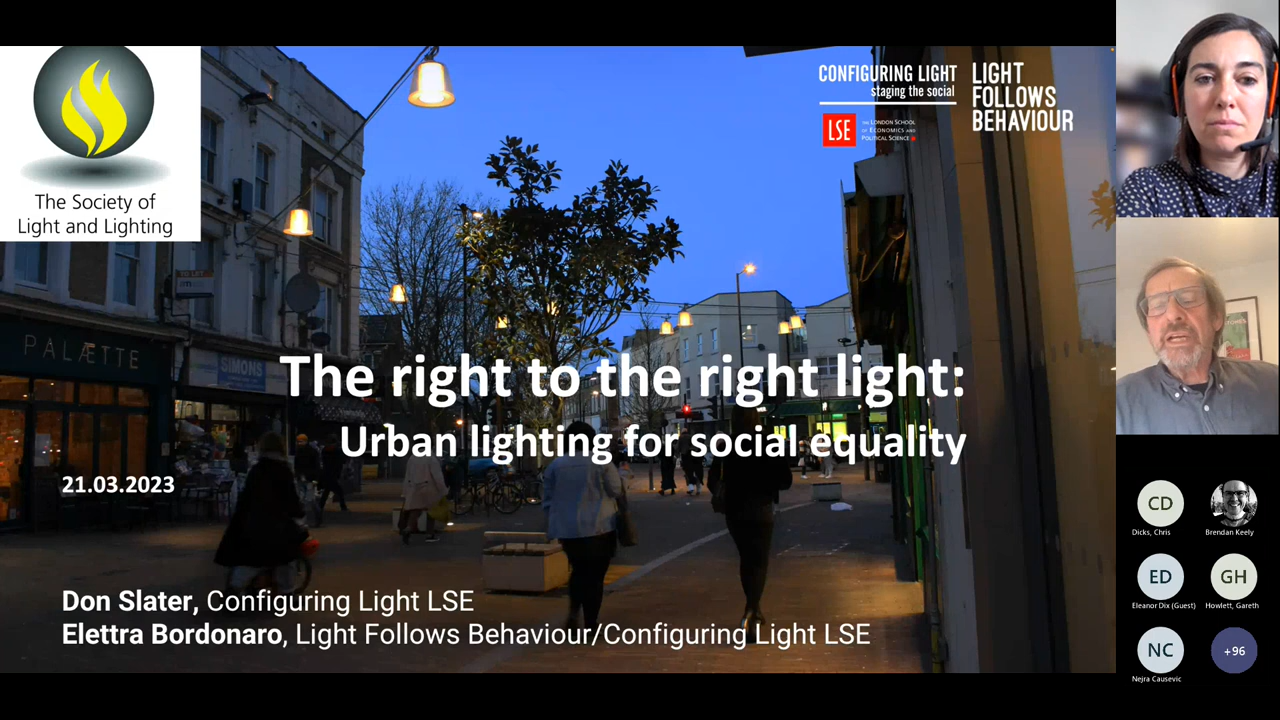 The Society of
Light and Lighting
CONFIGURING LIGHT
staging the social
LSE
THE LONDON SCHOOL
OF ECONOMICS AND
POLITICAL SCIENCE
LIGHT
FOLLOWS
BEHAVIOUR
PALÆTTE
SIMONS
The right to the right light:
Urban lighting for social equality
21.03.2023
Don Slater, Configuring Light LSE
Elettra Bordonaro, Light Follows Behaviour/Configuring Light LSE
CD
Dicks, Chris
Brendan Keely
ED
Eleanor Dix (Guest)
GH
Howlett, Gareth
NC
Nejra Causevic
+96